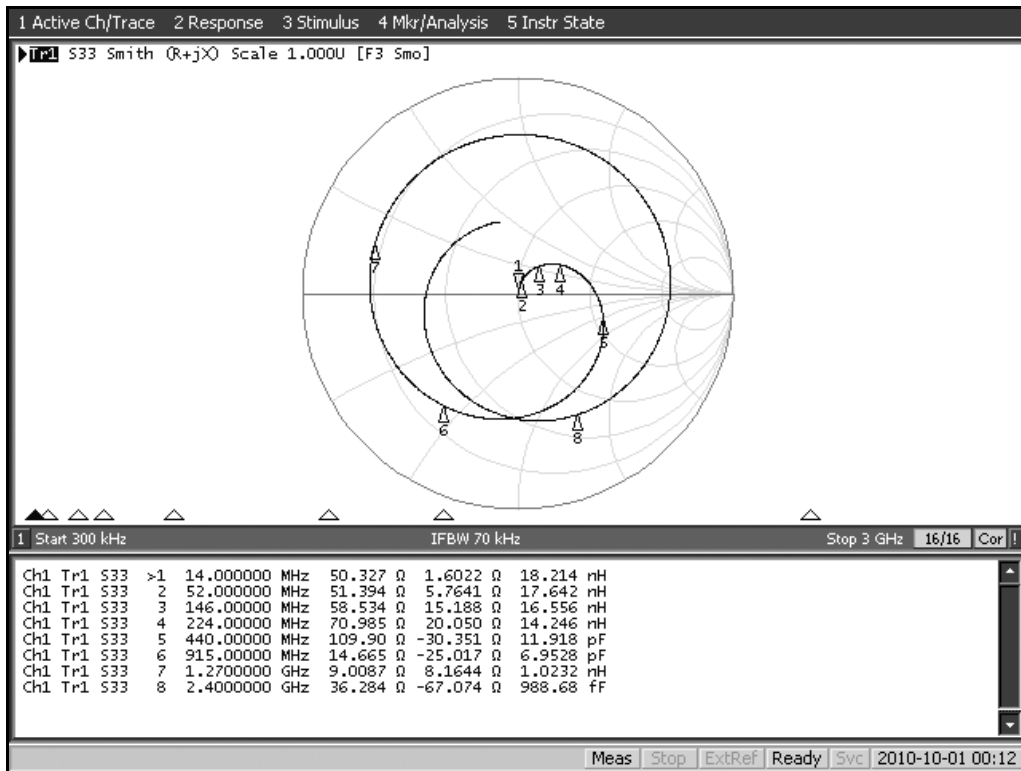 1 Active Ch/Trace 2 Response 3 Stimulus 4 Mkr/Analysis 5 Instr State
Tr1 S33 Smith (R+jX) Scale 1.000U [F3 Smo]
1
2
3
4
5
6
7
8
1 Start 300 kHz IFBW 70 kHz Stop 3 GHz 16/16 Cor !
Ch1 Tr1 S33 >1 14.000000 MHz 50.327 Ω 1.6022 Ω 18.214 nH
Ch1 Tr1 S33 2 52.000000 MHz 51.394 Ω 5.7641 Ω 17.642 nH
Ch1 Tr1 S33 3 146.00000 MHz 58.534 Ω 15.188 Ω 16.556 nH
Ch1 Tr1 S33 4 224.00000 MHz 70.985 Ω 20.050 Ω 14.246 nH
Ch1 Tr1 S33 5 440.00000 MHz 109.90 Ω -30.351 Ω 11.918 pF
Ch1 Tr1 S33 6 915.00000 MHz 14.665 Ω -25.017 Ω 6.9528 pF
Ch1 Tr1 S33 7 1.2700000 GHz 9.0087 Ω 8.1644 Ω 1.0232 nH
Ch1 Tr1 S33 8 2.4000000 GHz 36.284 Ω -67.074 Ω 988.68 fF
Meas Stop ExtRef Ready Svc 2010-10-01 00:12